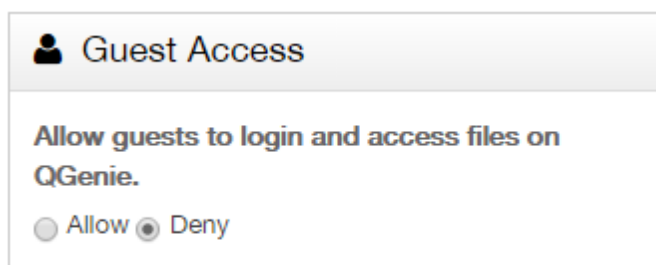 Guest Access
Allow guests to login and access files on
QGenie.
Allow Deny